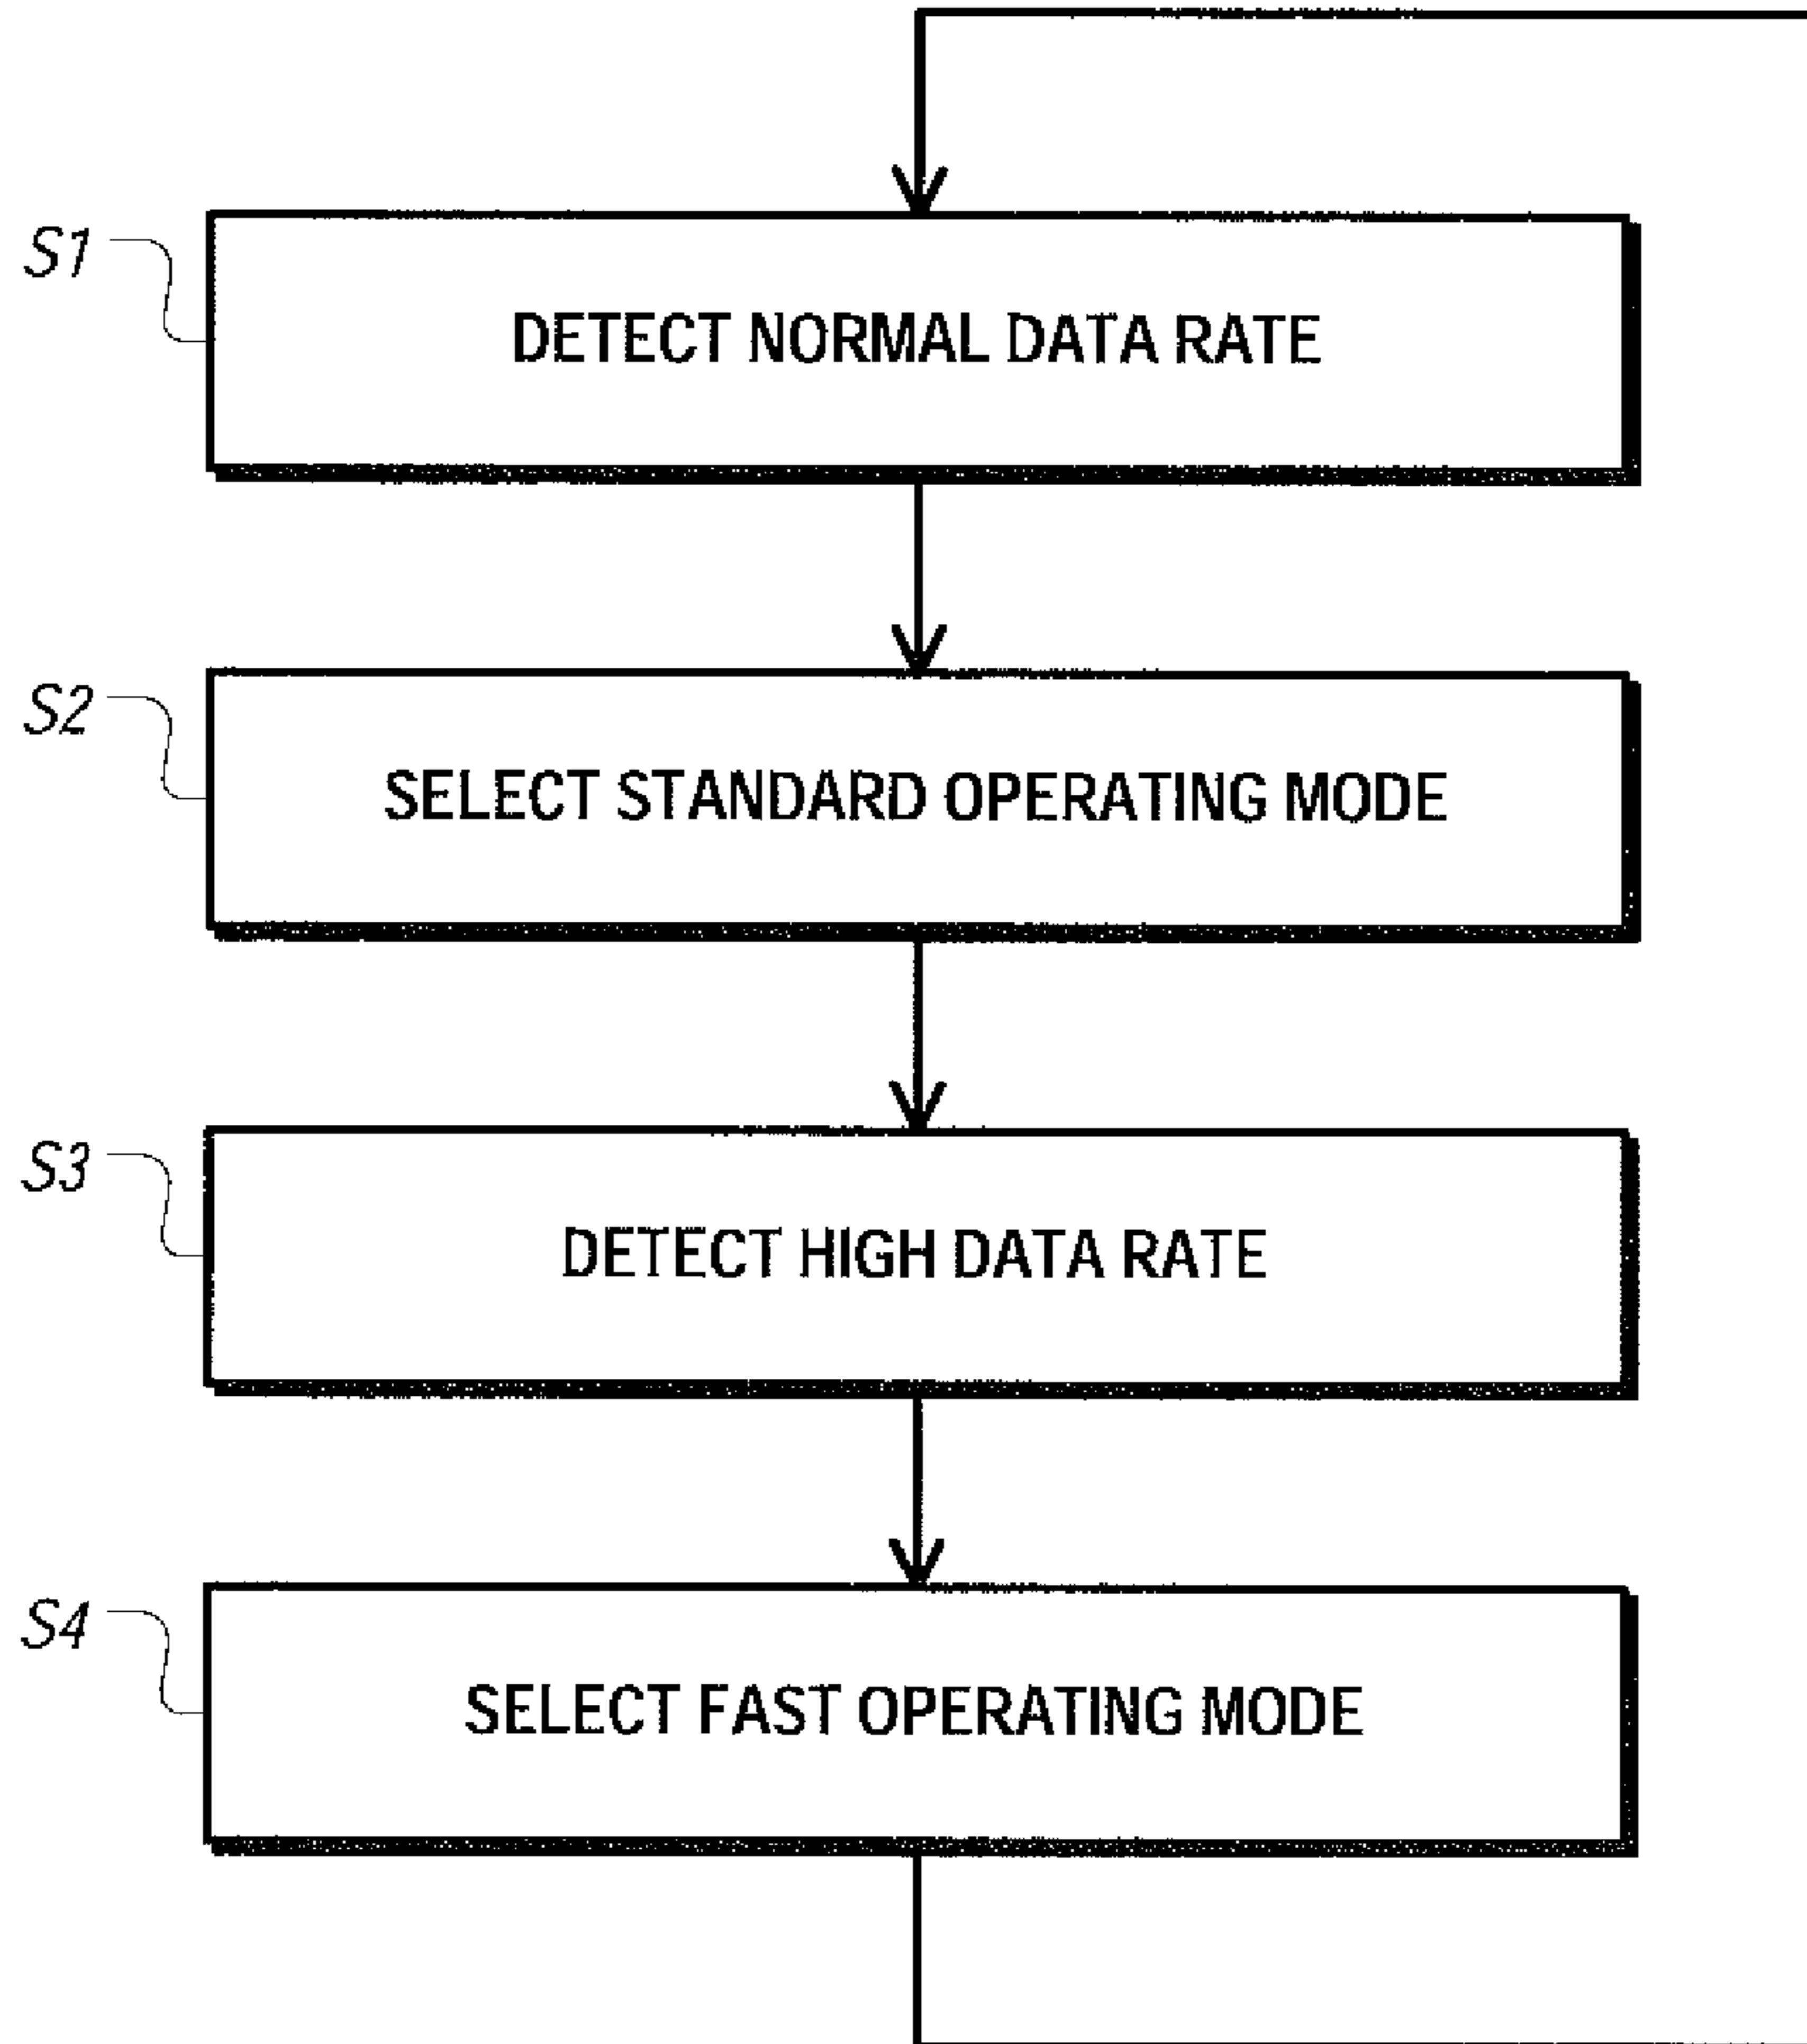 S1
DETECT NORMAL DATA RATE
S2
SELECT STANDARD OPERATING MODE
S3
DETECT HIGH DATA RATE
S4
SELECT FAST OPERATING MODE